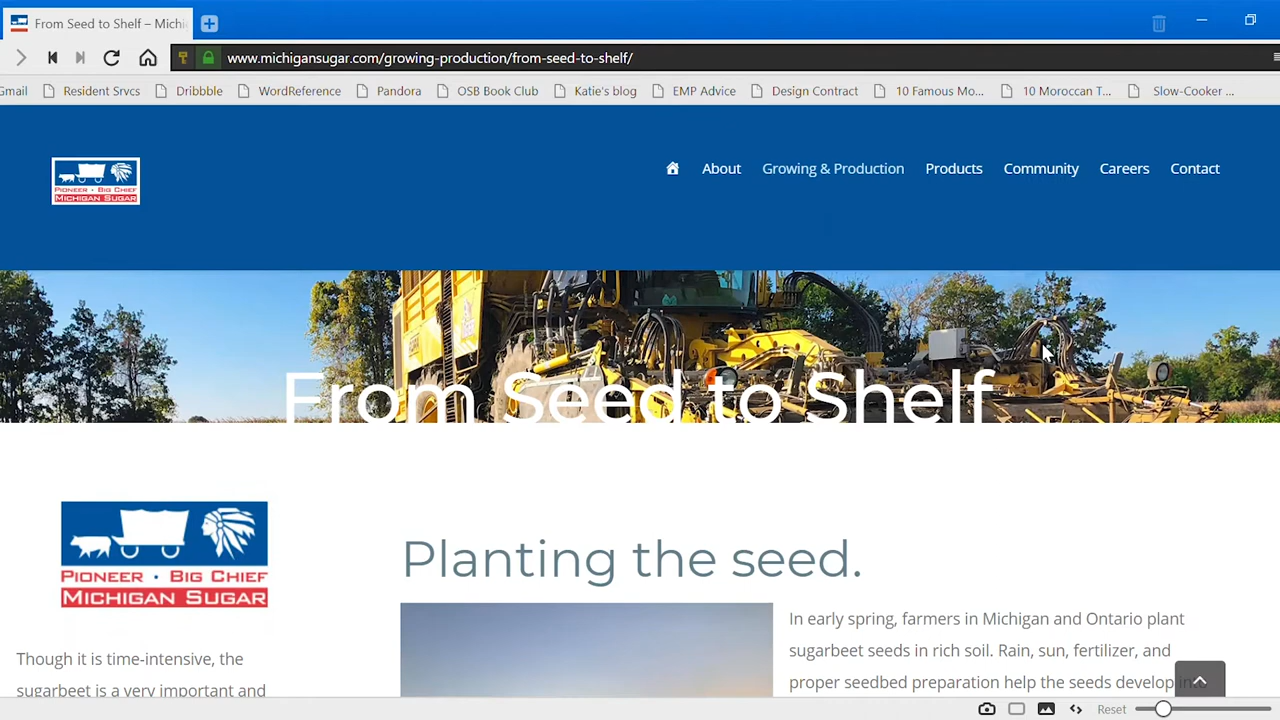 From Seed to Shelf – Michi
www.michigansugar.com/growing-production/from-seed-to-shelf/
Gmail Resident Srvcs Dribbble WordReference Pandora OSB Book Club Katie's blog EMP Advice Design Contract 10 Famous Mo... 10 Moroccan T... Slow-Cooker ...
About Growing & Production Products Community Careers Contact
PIONEER • BIG CHIEF
MICHIGAN SUGAR
From Seed to Shelf
PIONEER • BIG CHIEF
MICHIGAN SUGAR
Though it is time-intensive, the
sugarbeet is a very important and
Planting the seed.
In early spring, farmers in Michigan and Ontario plant
sugarbeet seeds in rich soil. Rain, sun, fertilizer, and
proper seedbed preparation help the seeds develop into
Reset